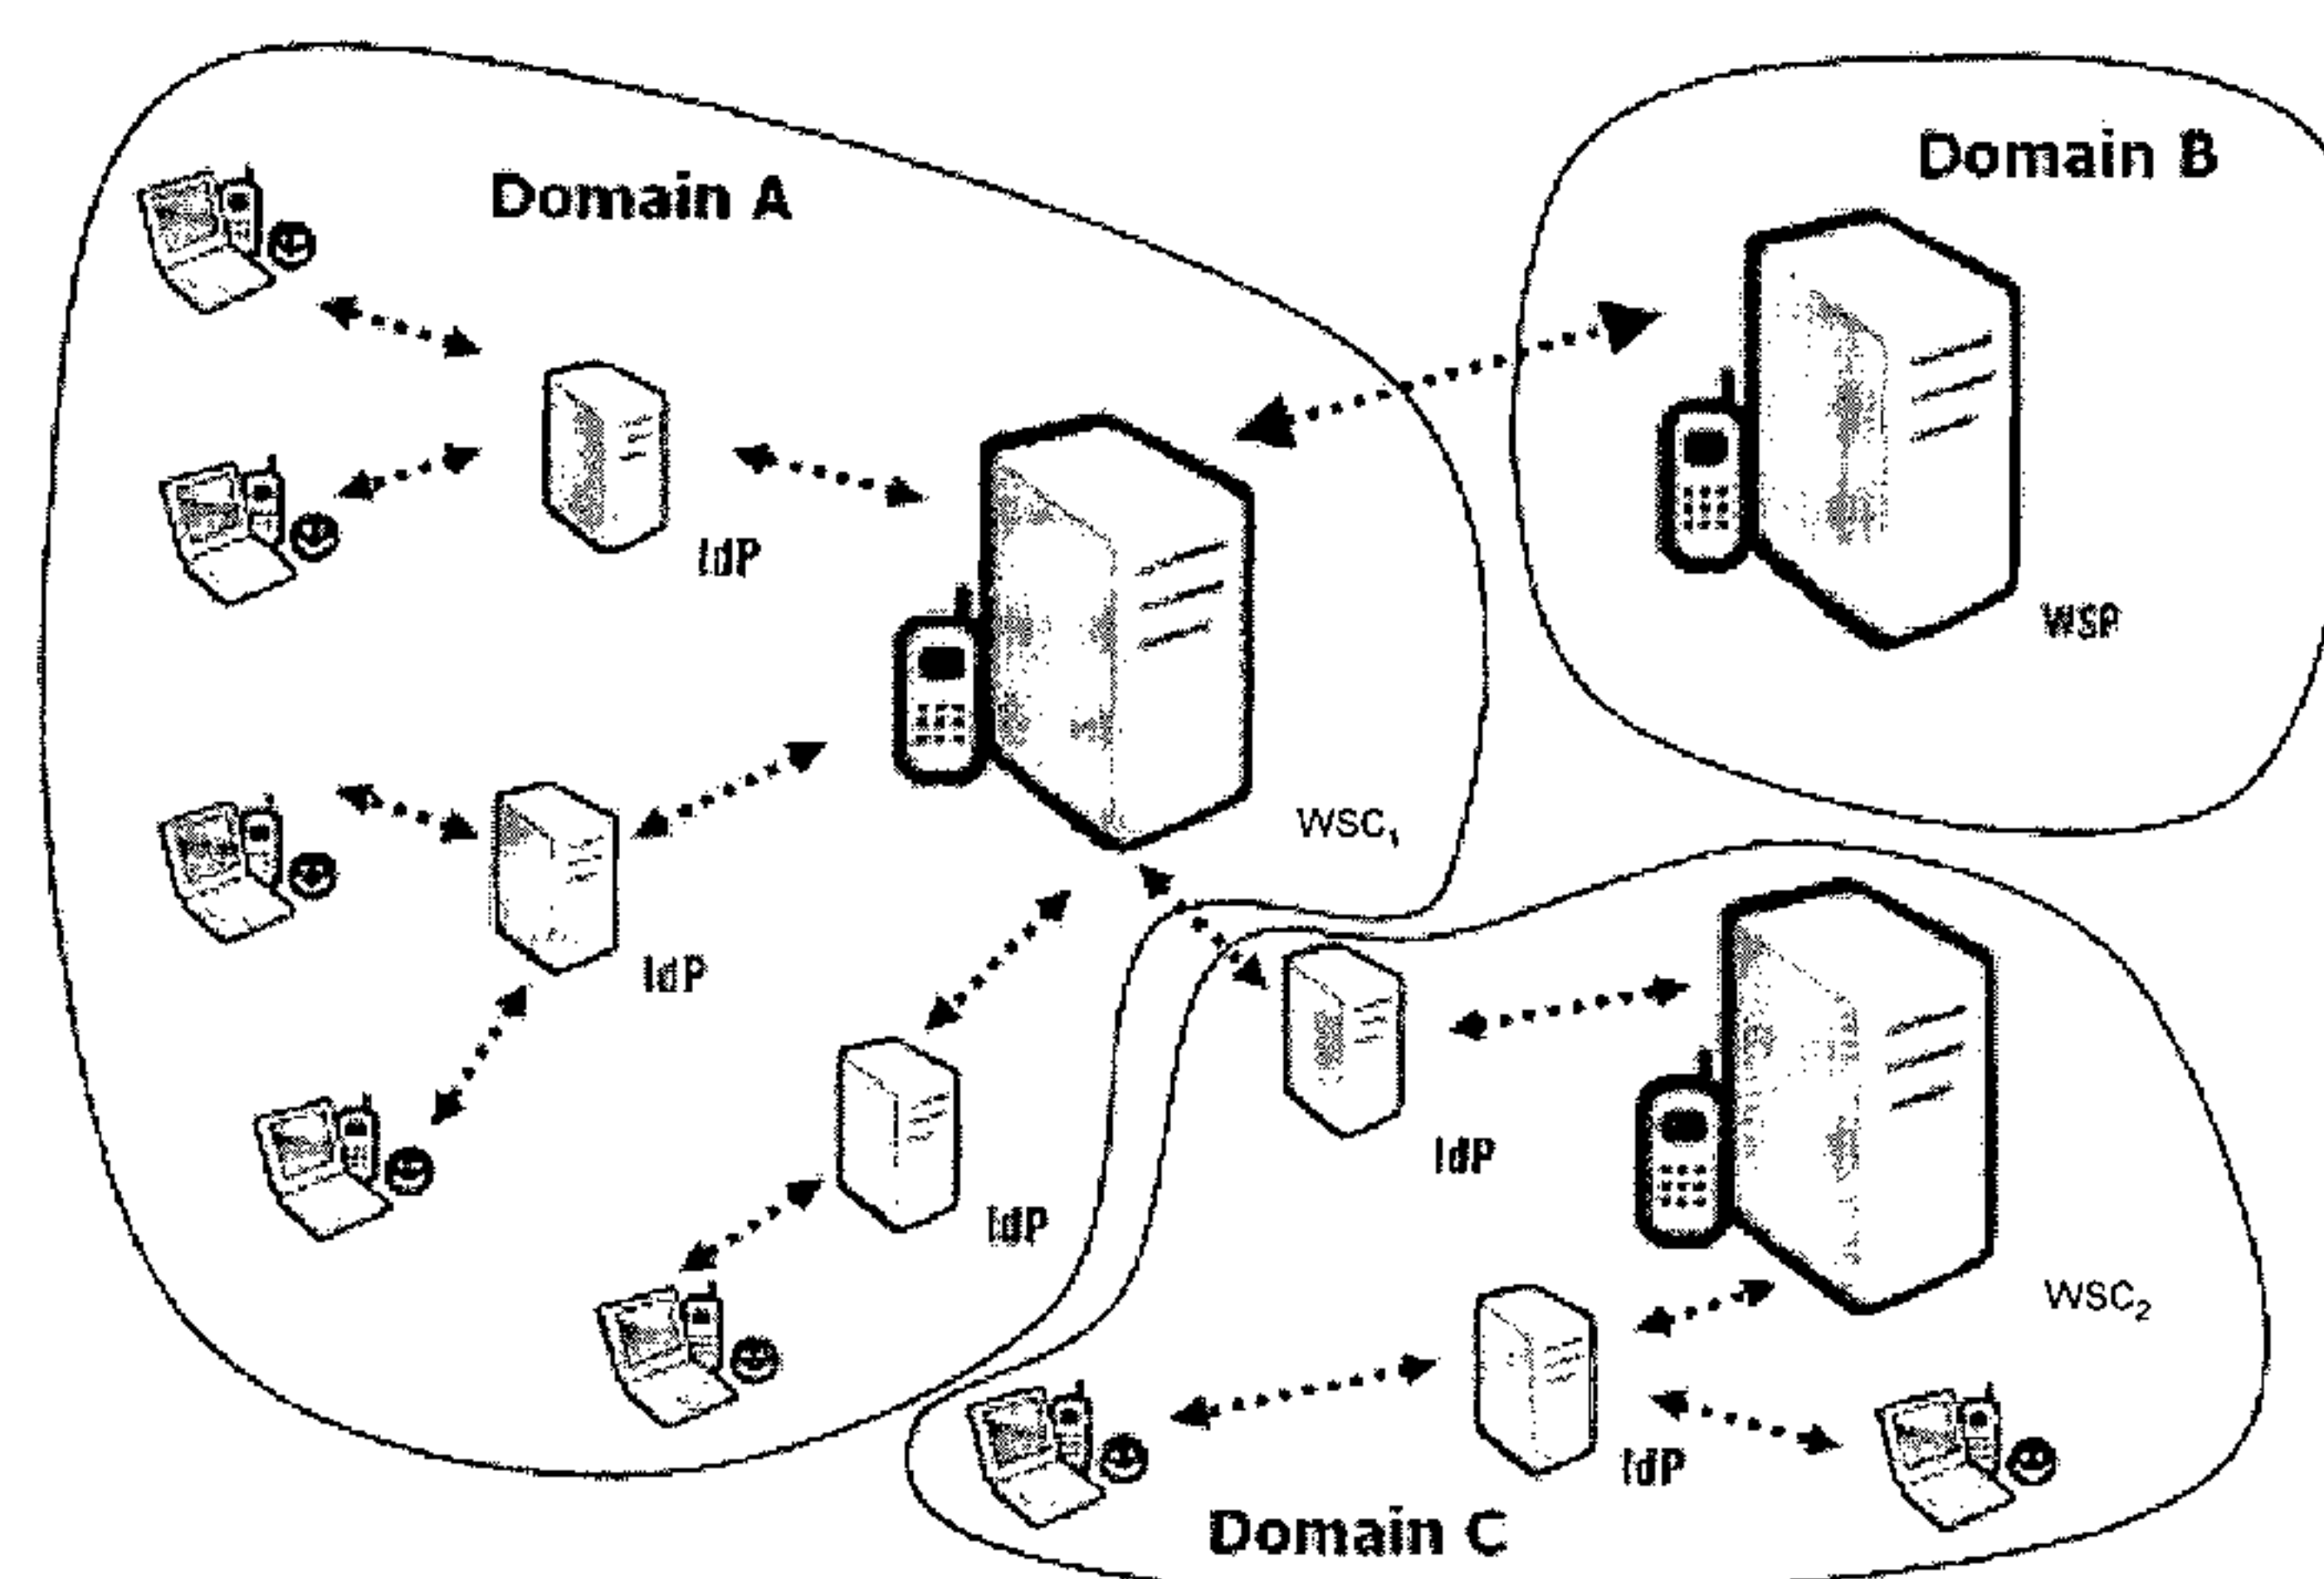 Domain A
Domain B
IdP
WSP
WSC₁
IdP
IdP
IdP
WSC₂
IdP
Domain C